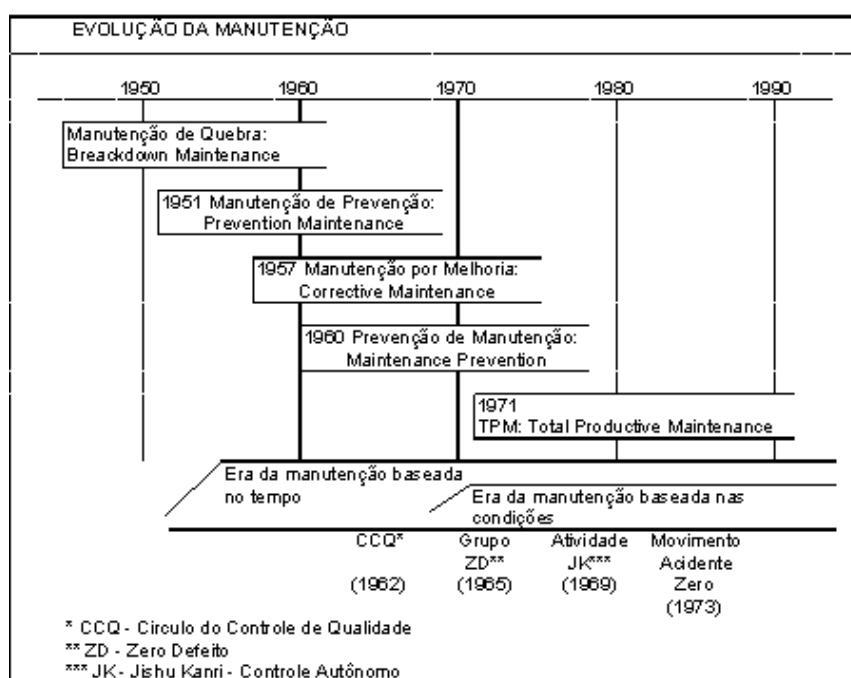 EVOLUÇÃO DA MANUTENÇÃO
1950 1960 1970 1980 1990
Manutenção de Quebra:
Breackdown Maintenance
1951 Manutenção de Prevenção:
Prevention Maintenance
1957 Manutenção por Melhoria:
Corrective Maintenance
1960 Prevenção de Manutenção:
Maintenance Prevention
1971
TPM: Total Productive Maintenance
Era da manutenção baseada
no tempo
Era da manutenção baseada nas
condições
CCQ*
(1962)
Grupo
ZD**
(1965)
Atividade
JK***
(1969)
Movimento
Acidente
Zero
(1973)
* CCQ - Circulo do Controle de Qualidade
** ZD - Zero Defeito
*** JK - Jishu Kanri - Controle Autônomo